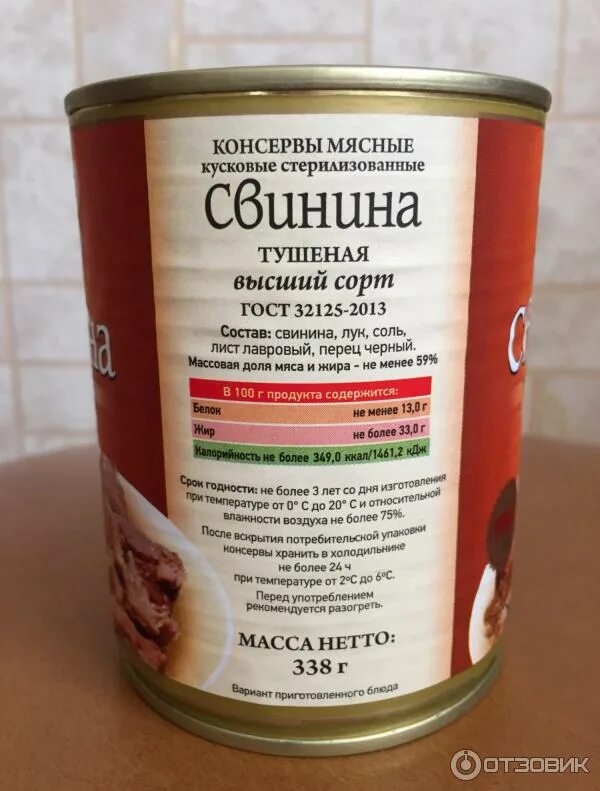 КОНСЕРВЫ МЯСНЫЕ
кусковые стерилизованные
Свинина
ТУШЕНАЯ
высший сорт
ГОСТ 32125-2013
Состав: свинина, лук, соль,
лист лавровый, перец черный.
Массовая доля мяса и жира - не менее 59%
В 100 г продукта содержится:
Белок не менее 13,0 г
Жир не более 33,0 г
Калорийность не более 349,0 ккал/1461,2 кДж
Срок годности: не более 3 лет со дня изготовления
при температуре от 0° С до 20° С и относительной
влажности воздуха не более 75%.
После вскрытия потребительской упаковки
консервы хранить в холодильнике
не более 24 ч
при температуре от 2°С до 6°С.
Перед употреблением
рекомендуется разогреть.
МАССА НЕТТО:
338 г
Вариант приготовленного блюда
на
Св
ОТЗОВИК